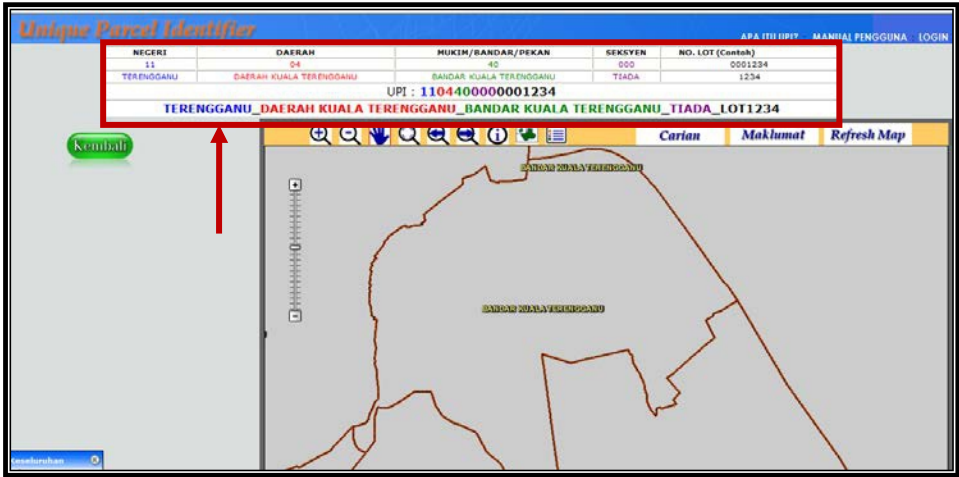 Unique Parcel Identifier
APA ITU UPI? : MANUAL PENGGUNA : LOGIN
NEGERI DAERAH MUKIM/BANDAR/PEKAN SEKSYEN NO. LOT (Contoh)
11 04 40 000 0001234
TERENGGANU DAERAH KUALA TERENGGANU BANDAR KUALA TERENGGANU TIADA 1234
UPI : 1104400000001234
TERENGGANU_DAERAH KUALA TERENGGANU_BANDAR KUALA TERENGGANU_TIADA_LOT1234
Kembali
Carian Maklumat Refresh Map
BANDAR KUALA TERENGGANU
BANDAR KUALA TERENGGANU
Keseluruhan